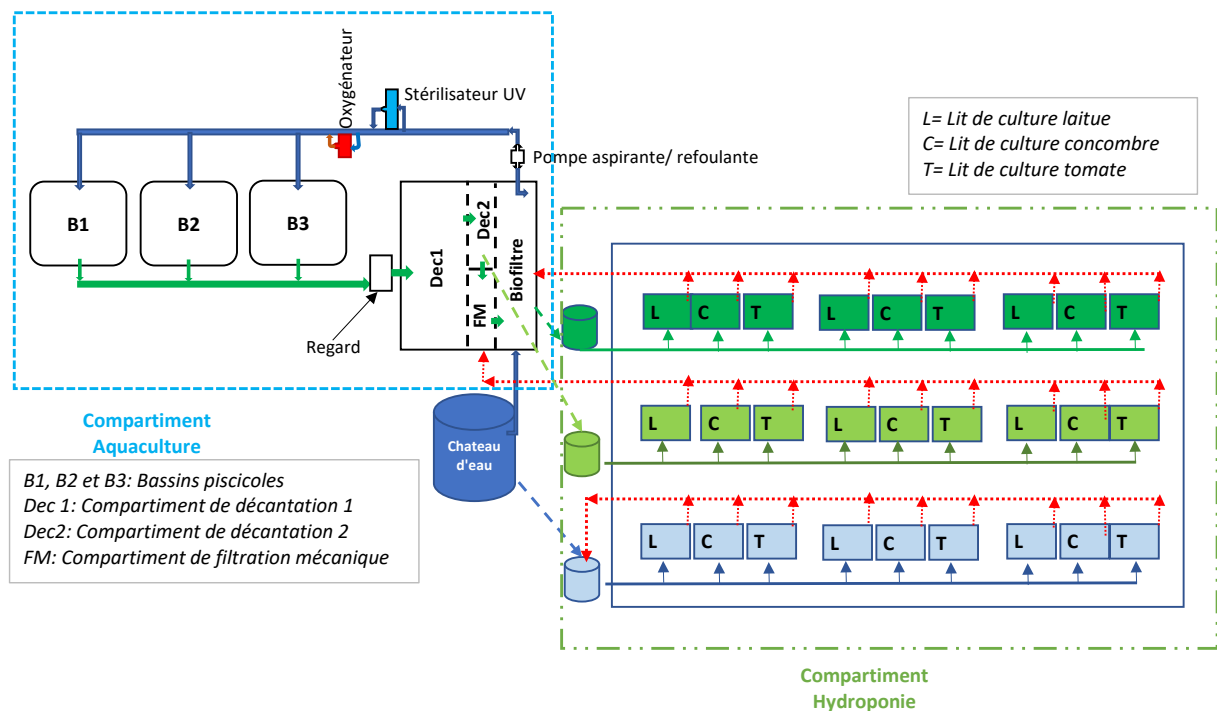 Oxygénateur
Stérilisateur UV
Pompe aspirante/ refoulante
L= Lit de culture laitue
C= Lit de culture concombre
T= Lit de culture tomate
B1 B2 B3
Dec1
Dec2
FM
Biofiltre
Regard
L C T L C T L C T
L C T L C T L C T
L C T L C T L C T
Chateau
d'eau
Compartiment
Aquaculture
B1, B2 et B3: Bassins piscicoles
Dec 1: Compartiment de décantation 1
Dec2: Compartiment de décantation 2
FM: Compartiment de filtration mécanique
Compartiment
Hydroponie